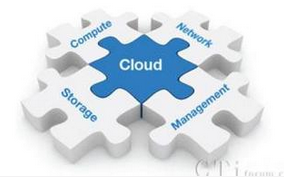 Compute
Network
Cloud
Storage
Management
CTi forum.c